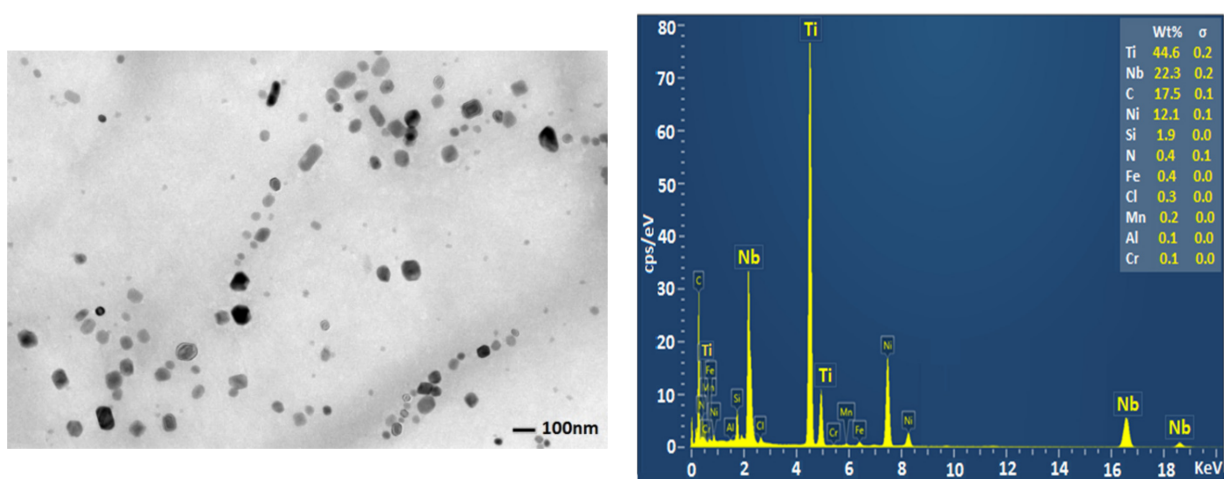 100nm
80
70
60
50
40
30
20
10
0
cps/eV
0 2 4 6 8 10 12 14 16 18 KeV
Wt% σ
Ti 44.6 0.2
Nb 22.3 0.2
C 17.5 0.1
Ni 12.1 0.1
Si 1.9 0.0
N 0.4 0.1
Fe 0.4 0.0
Cl 0.3 0.0
Mn 0.2 0.0
Al 0.1 0.0
Cr 0.1 0.0
Ti
Nb
C
Ti
Fe
Mn
N
Ni
Cr
Al
Si
Cl
Ti
Cr
Mn
Fe
Ni
Ni
Nb
Nb